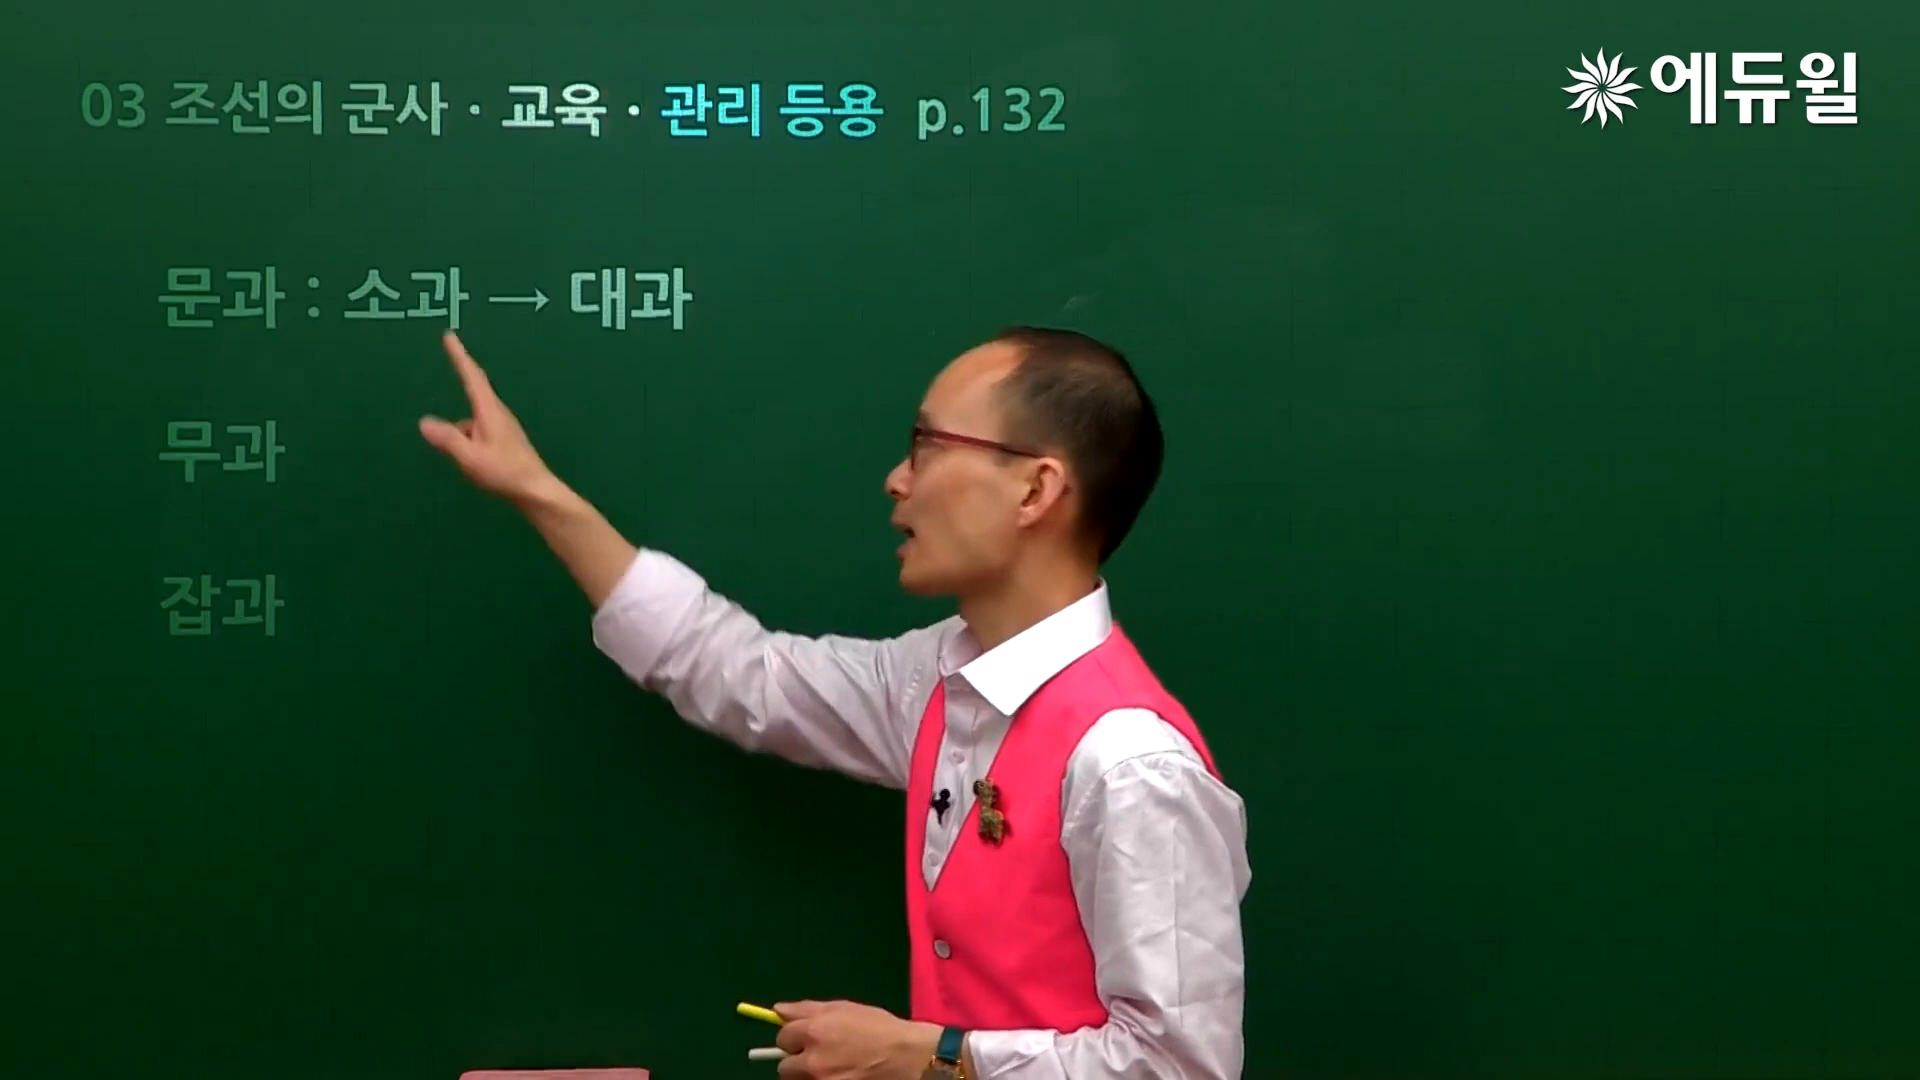 03 조선의 군사 · 교육 · 관리 등용 p.132
에듀윌
문과 : 소과 → 대과
무과
잡과